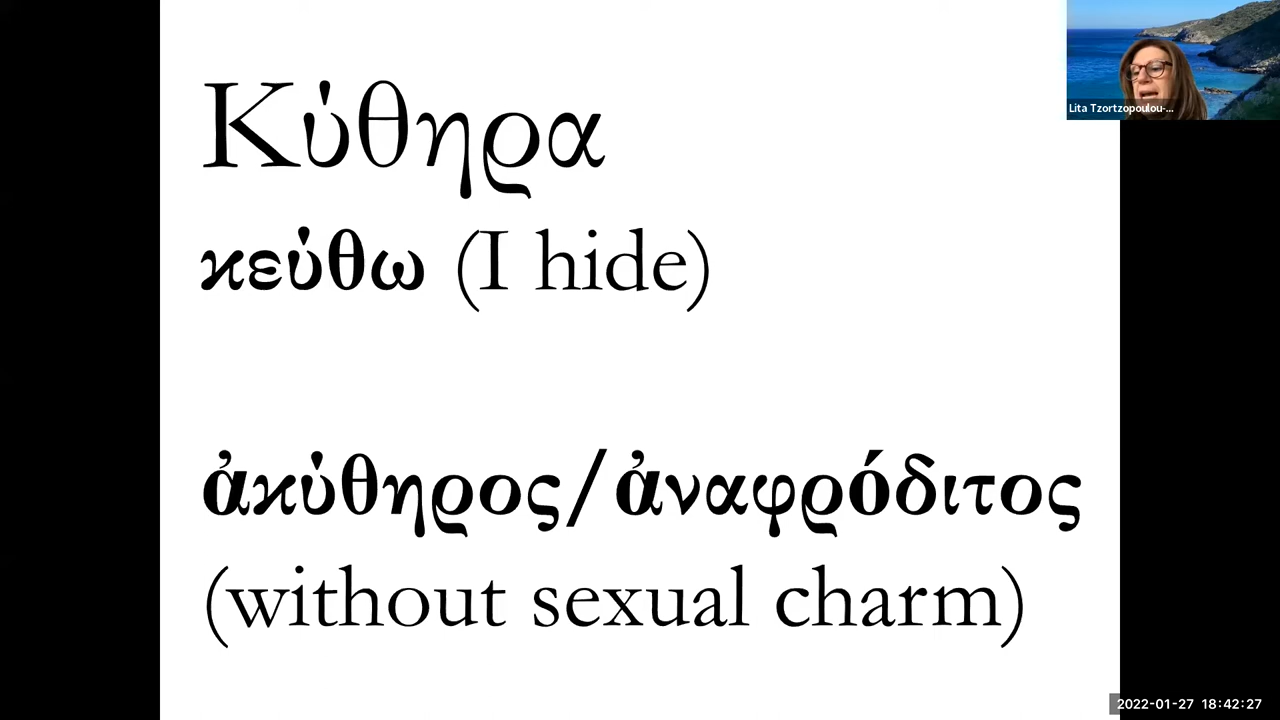 Κύθηρα
κεύθω (I hide)
ἀκύθηρος/ἀναφρόδιτος
(without sexual charm)
Lita Tzortzopoulou-...
2022-01-27 18:42:27